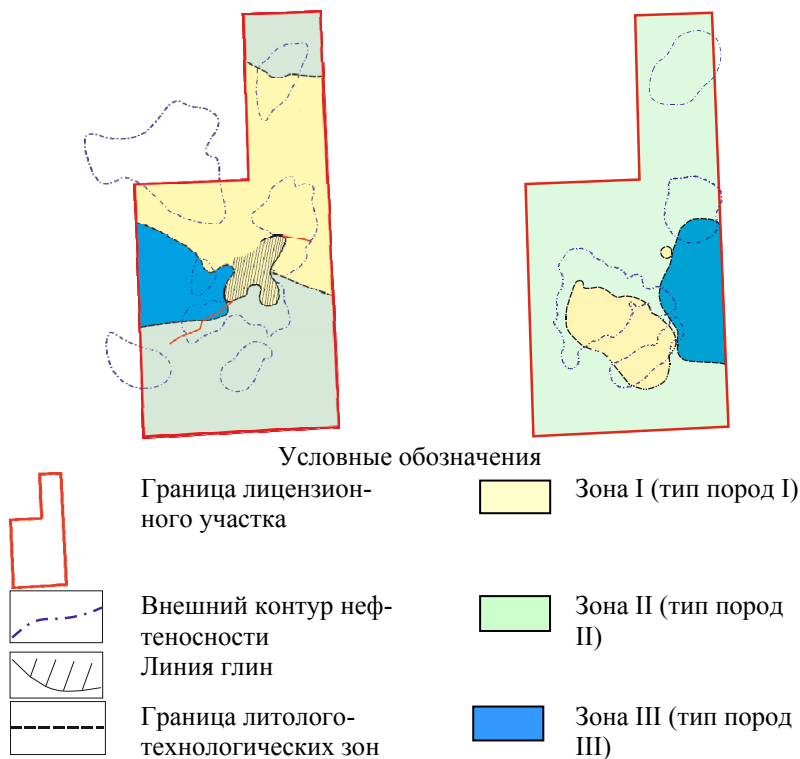 Условные обозначения
Граница лицензион-
ного участка
Зона I (тип пород I)
Внешний контур неф-
теносности
Зона II (тип пород
II)
Линия глин
Граница литолого-
технологических зон
Зона III (тип пород
III)